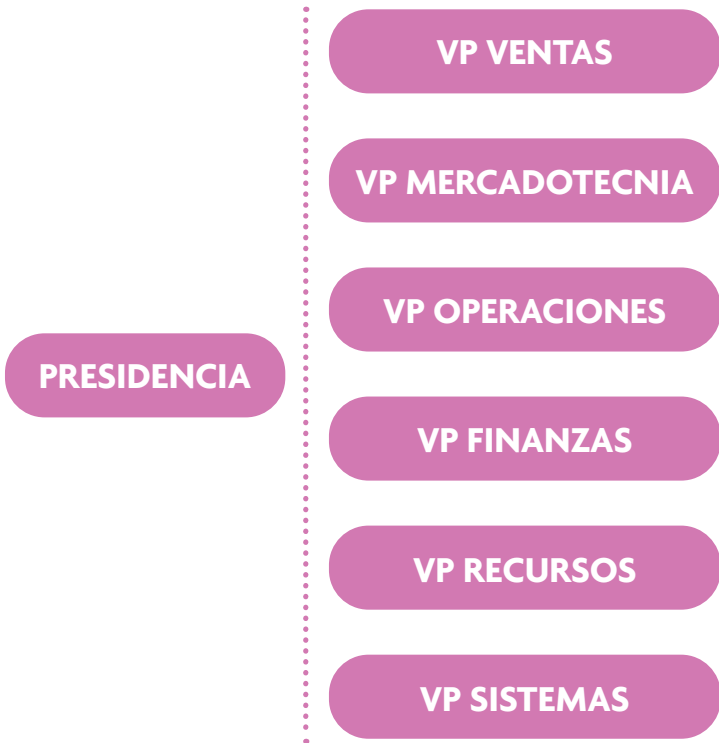 PRESIDENCIA
VP VENTAS
VP MERCADOTECNIA
VP OPERACIONES
VP FINANZAS
VP RECURSOS
VP SISTEMAS